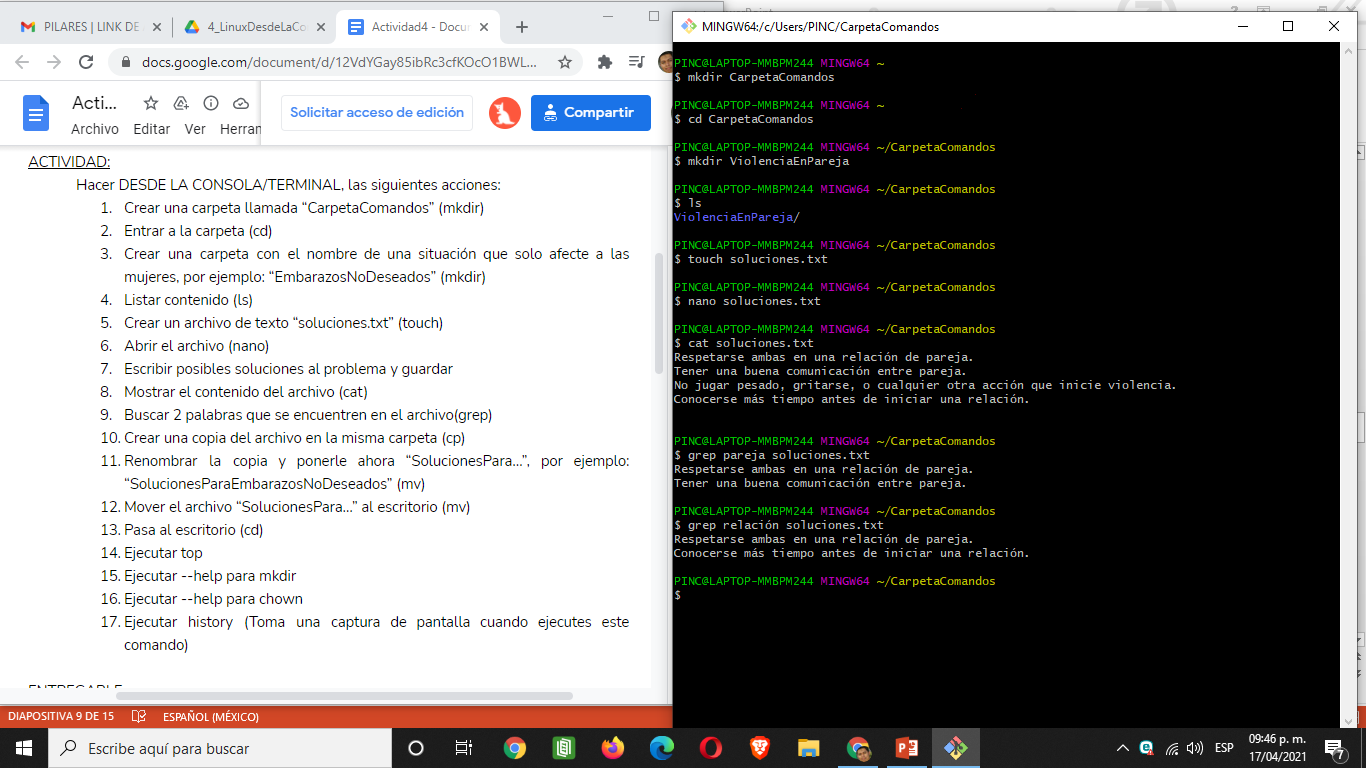 PILARES | LINK DE
4_LinuxDesdeLaCo
Actividad4 - Docur
docs.google.com/document/d/12VdYGay85ibRc3cfKOcO1BWL...
Acti...
Solicitar acceso de edición
Compartir
Archivo Editar Ver Herran
ACTIVIDAD:
Hacer DESDE LA CONSOLA/TERMINAL, las siguientes acciones:
1. Crear una carpeta llamada “CarpetaComandos” (mkdir)
2. Entrar a la carpeta (cd)
3. Crear una carpeta con el nombre de una situación que solo afecte a las
mujeres, por ejemplo: “EmbarazosNoDeseados” (mkdir)
4. Listar contenido (ls)
5. Crear un archivo de texto “soluciones.txt” (touch)
6. Abrir el archivo (nano)
7. Escribir posibles soluciones al problema y guardar
8. Mostrar el contenido del archivo (cat)
9. Buscar 2 palabras que se encuentren en el archivo(grep)
10. Crear una copia del archivo en la misma carpeta (cp)
11. Renombrar la copia y ponerle ahora “SolucionesPara...”, por ejemplo:
“SolucionesParaEmbarazosNoDeseados” (mv)
12. Mover el archivo “SolucionesPara...” al escritorio (mv)
13. Pasa al escritorio (cd)
14. Ejecutar top
15. Ejecutar --help para mkdir
16. Ejecutar --help para chown
17. Ejecutar history (Toma una captura de pantalla cuando ejecutes este
comando)
ENTREGABLE
MINGW64:/c/Users/PINC/CarpetaComandos
PINC@LAPTOP-MMBPM244 MINGW64 ~
$ mkdir CarpetaComandos
PINC@LAPTOP-MMBPM244 MINGW64 ~
$ cd CarpetaComandos
PINC@LAPTOP-MMBPM244 MINGW64 ~/CarpetaComandos
$ mkdir ViolenciaEnPareja
PINC@LAPTOP-MMBPM244 MINGW64 ~/CarpetaComandos
$ ls
ViolenciaEnPareja/
PINC@LAPTOP-MMBPM244 MINGW64 ~/CarpetaComandos
$ touch soluciones.txt
PINC@LAPTOP-MMBPM244 MINGW64 ~/CarpetaComandos
$ nano soluciones.txt
PINC@LAPTOP-MMBPM244 MINGW64 ~/CarpetaComandos
$ cat soluciones.txt
Respetarse ambas en una relación de pareja.
Tener una buena comunicación entre pareja.
No jugar pesado, gritarse, o cualquier otra acción que inicie violencia.
Conocerse más tiempo antes de iniciar una relación.
PINC@LAPTOP-MMBPM244 MINGW64 ~/CarpetaComandos
$ grep pareja soluciones.txt
Respetarse ambas en una relación de pareja.
Tener una buena comunicación entre pareja.
PINC@LAPTOP-MMBPM244 MINGW64 ~/CarpetaComandos
$ grep relación soluciones.txt
Respetarse ambas en una relación de pareja.
Conocerse más tiempo antes de iniciar una relación.
PINC@LAPTOP-MMBPM244 MINGW64 ~/CarpetaComandos
$
DIAPOSITIVA 9 DE 15 ESPAÑOL (MÉXICO)
Escribe aquí para buscar
ESP
09:46 p. m.
17/04/2021
7